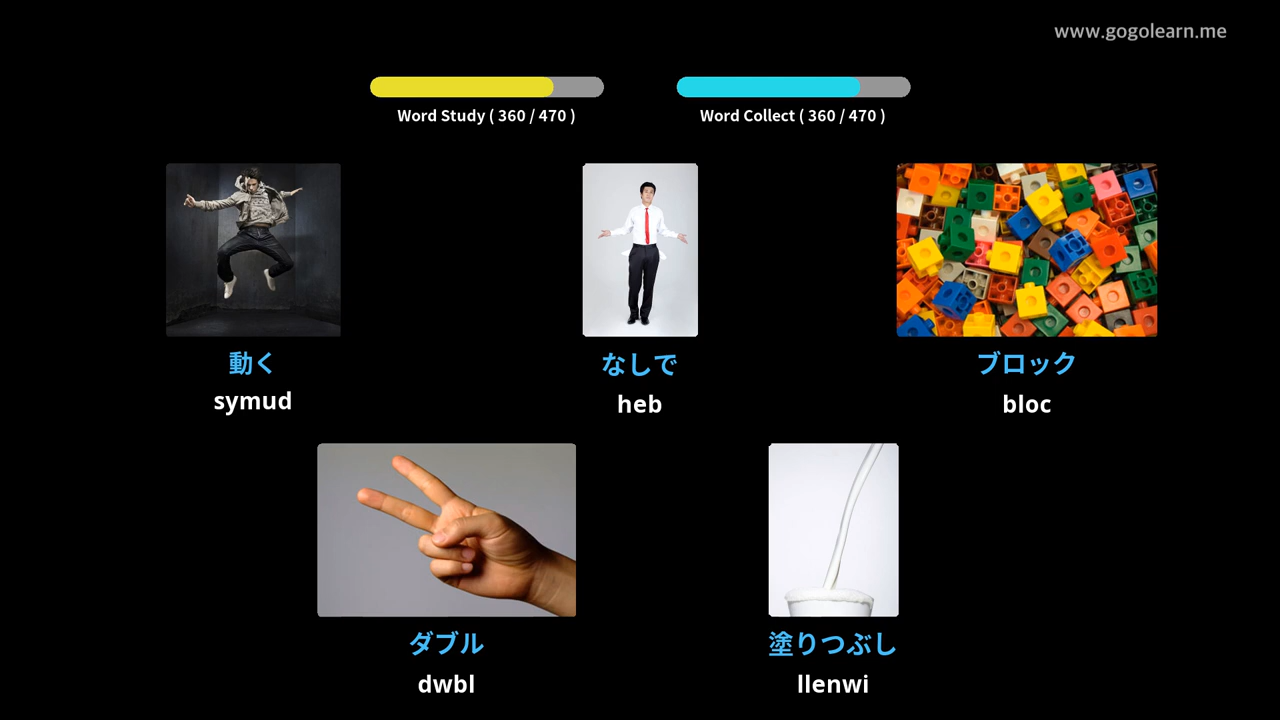 www.gogolearn.me
Word Study ( 360 / 470 )
Word Collect ( 360 / 470 )
動く
symud
なしで
heb
ブロック
bloc
ダブル
dwbl
塗りつぶし
llenwi